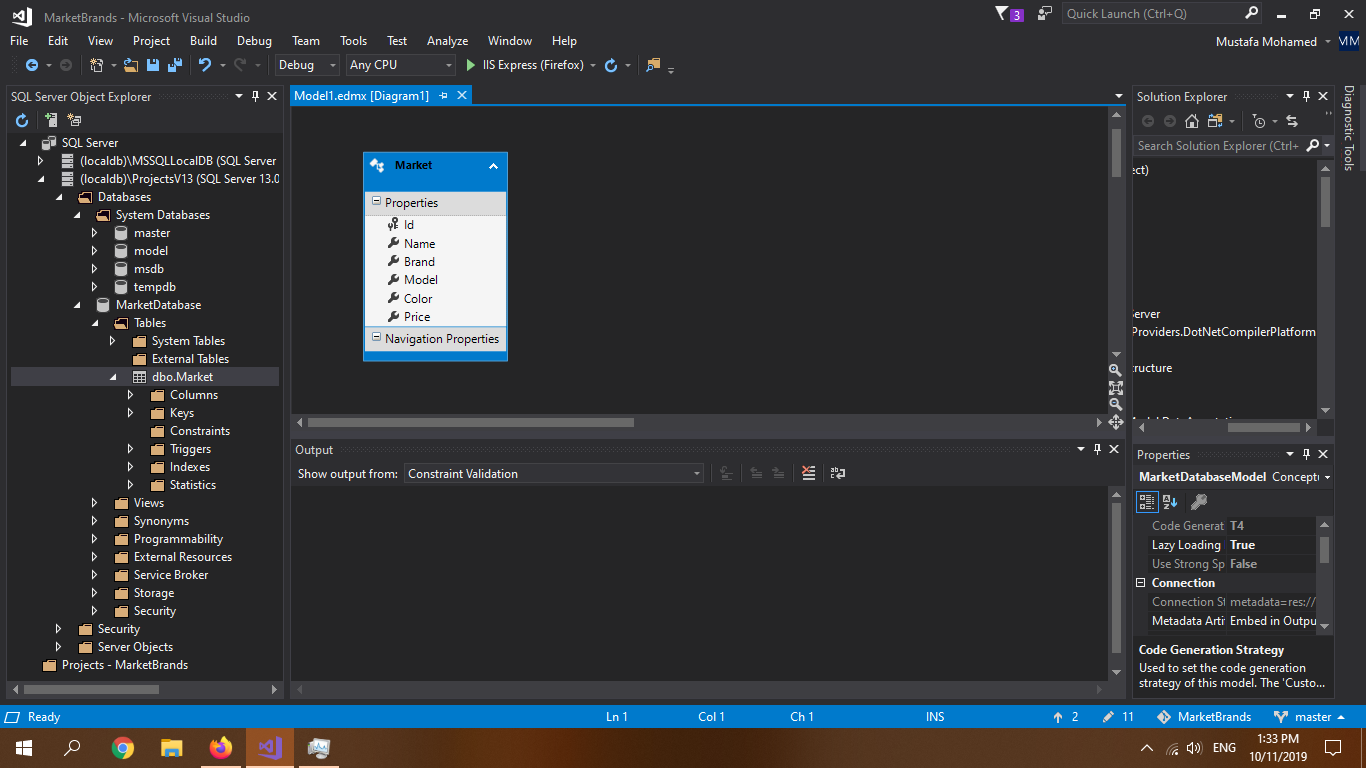 MarketBrands - Microsoft Visual Studio
3
Quick Launch (Ctrl+Q)
File Edit View Project Build Debug Team Tools Test Analyze Window Help
Mustafa Mohamed MM
Debug Any CPU IIS Express (Firefox)
SQL Server Object Explorer
SQL Server
(localdb)\MSSQLLocalDB (SQL Server
(localdb)\ProjectsV13 (SQL Server 13.0
Databases
System Databases
master
model
msdb
tempdb
MarketDatabase
Tables
System Tables
External Tables
dbo.Market
Columns
Keys
Constraints
Triggers
Indexes
Statistics
Views
Synonyms
Programmability
External Resources
Service Broker
Storage
Security
Security
Server Objects
Projects - MarketBrands
Model1.edmx [Diagram1]
Market
Properties
Id
Name
Brand
Model
Color
Price
Navigation Properties
Output
Show output from: Constraint Validation
Solution Explorer
Search Solution Explorer (Ctrl+
ect)
Server
Providers.DotNetCompilerPlatform
tructure
Properties
MarketDatabaseModel Concept
Code Generat T4
Lazy Loading True
Use Strong Sp False
Connection
Connection St metadata=res://
Metadata Arti Embed in Outpu
Code Generation Strategy
Used to set the code generation
strategy of this model. The 'Custo...
Diagnostic Tools
Ready Ln 1 Col 1 Ch 1 INS 2 11 MarketBrands master
ENG
1:33 PM
10/11/2019